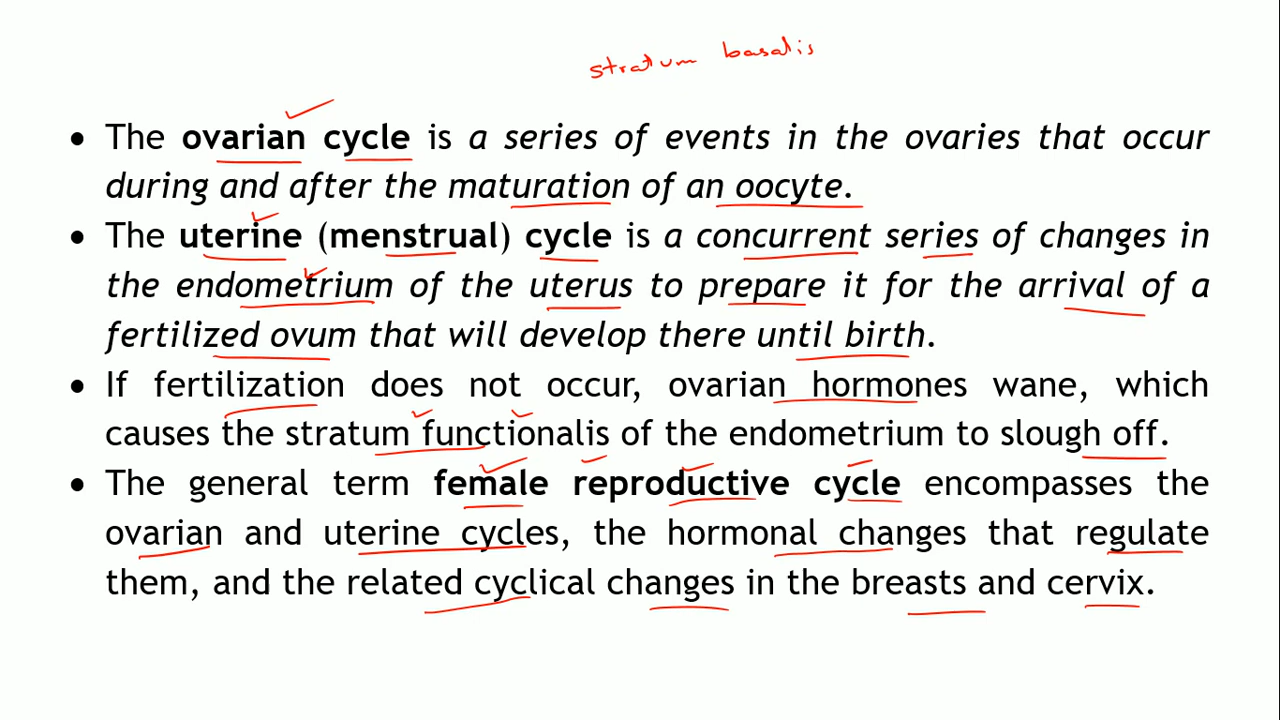 stratum basalis
• The ovarian cycle is a series of events in the ovaries that occur
during and after the maturation of an oocyte.
• The uterine (menstrual) cycle is a concurrent series of changes in
the endometrium of the uterus to prepare it for the arrival of a
fertilized ovum that will develop there until birth.
• If fertilization does not occur, ovarian hormones wane, which
causes the stratum functionalis of the endometrium to slough off.
• The general term female reproductive cycle encompasses the
ovarian and uterine cycles, the hormonal changes that regulate
them, and the related cyclical changes in the breasts and cervix.